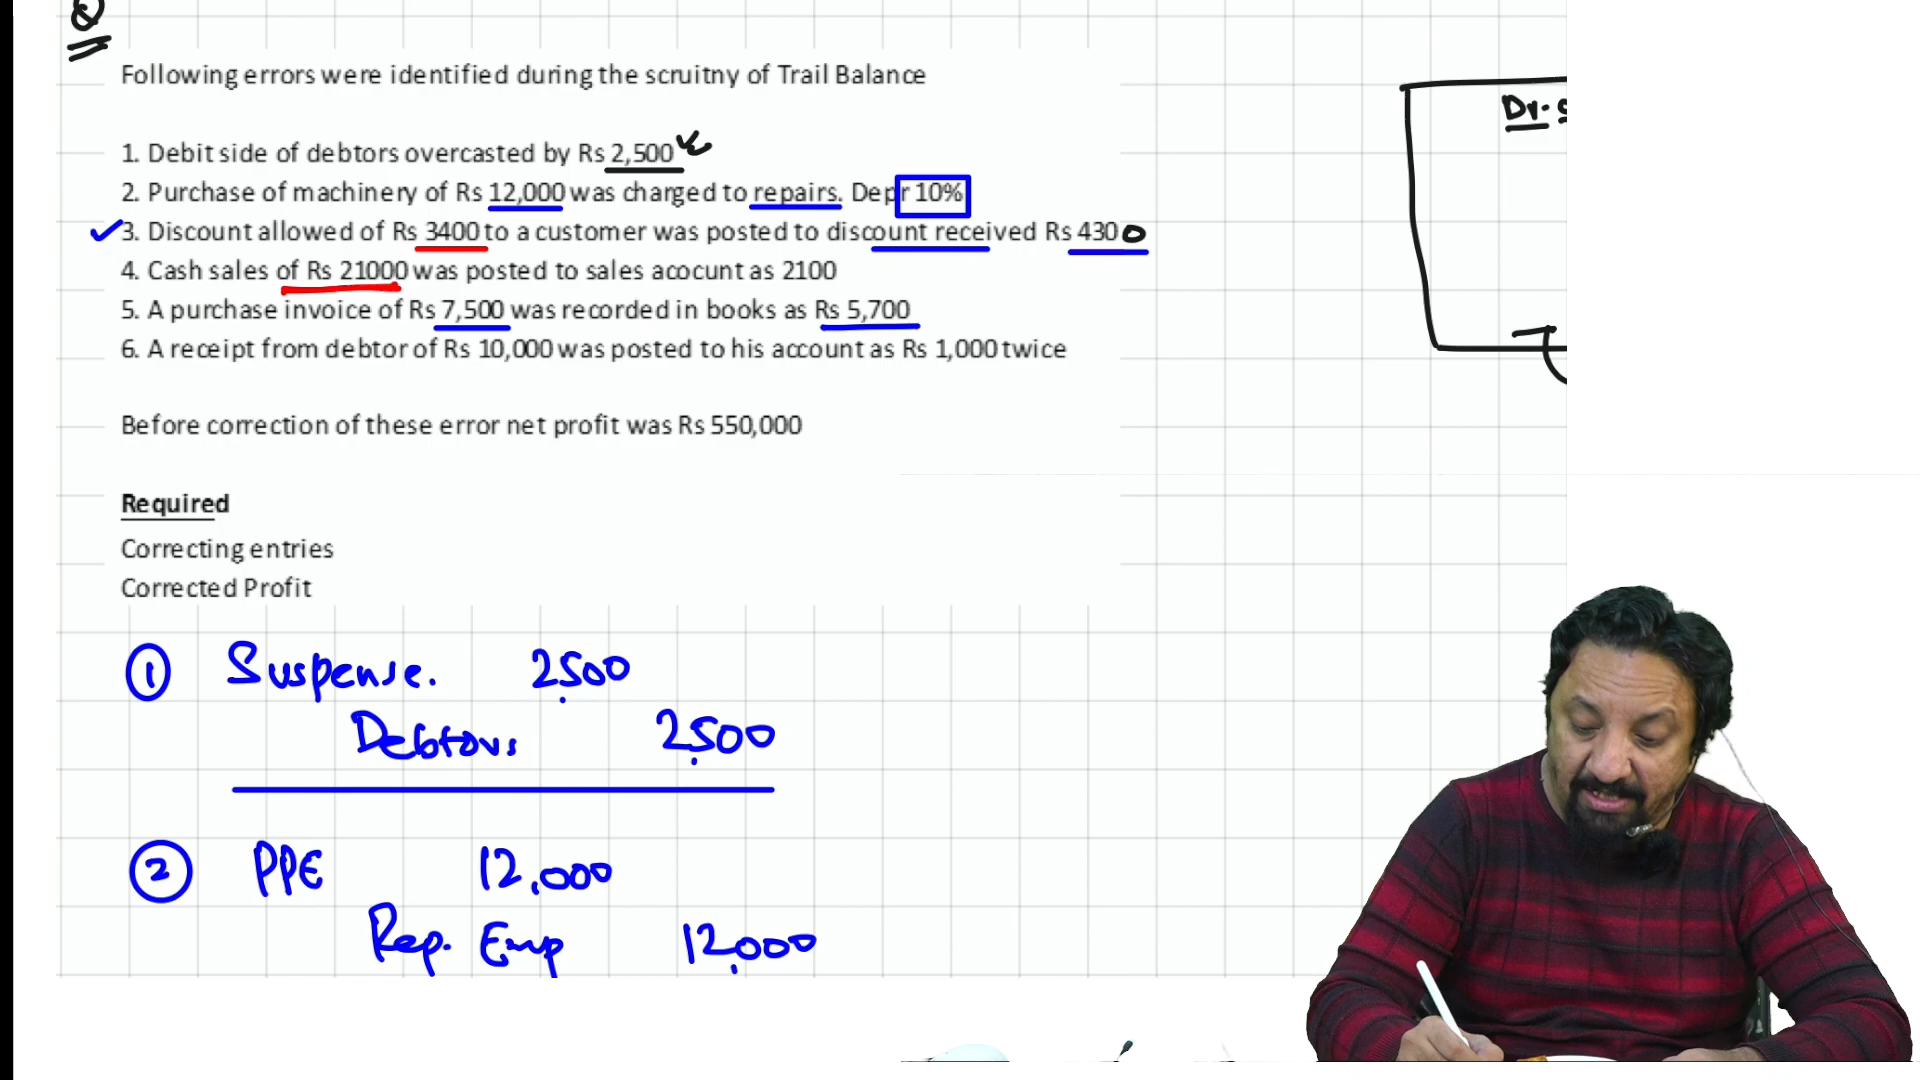 Q
Following errors were identified during the scruitny of Trail Balance
1. Debit side of debtors overcasted by Rs 2,500
2. Purchase of machinery of Rs 12,000 was charged to repairs. Depr 10%
3. Discount allowed of Rs 3400 to a customer was posted to discount received Rs 4300
4. Cash sales of Rs 21000 was posted to sales acocunt as 2100
5. A purchase invoice of Rs 7,500 was recorded in books as Rs 5,700
6. A receipt from debtor of Rs 10,000 was posted to his account as Rs 1,000 twice
Before correction of these error net profit was Rs 550,000
Required
Correcting entries
Corrected Profit
① Suspense. 2500
Debtors 2500
② PPE 12,000
Rep. Exp 12,000
Dr.